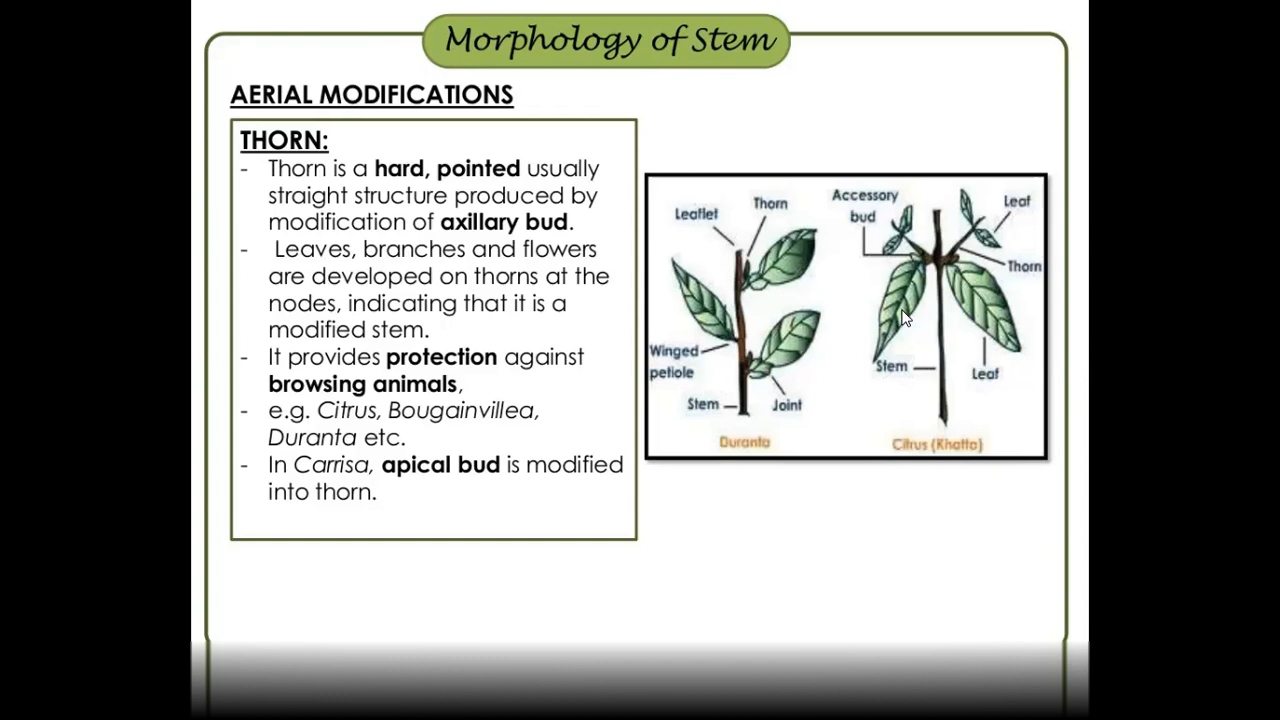 Morphology of Stem
AERIAL MODIFICATIONS
THORN:
- Thorn is a hard, pointed usually
straight structure produced by
modification of axillary bud.
- Leaves, branches and flowers
are developed on thorns at the
nodes, indicating that it is a
modified stem.
- It provides protection against
browsing animals,
- e.g. Citrus, Bougainvillea,
Duranta etc.
- In Carrisa, apical bud is modified
into thorn.
Leaflet
Thorn
Winged
petiole
Stem
Joint
Duranta
Accessory
bud
Leaf
Thorn
Stem
Leaf
Citrus (Khatta)